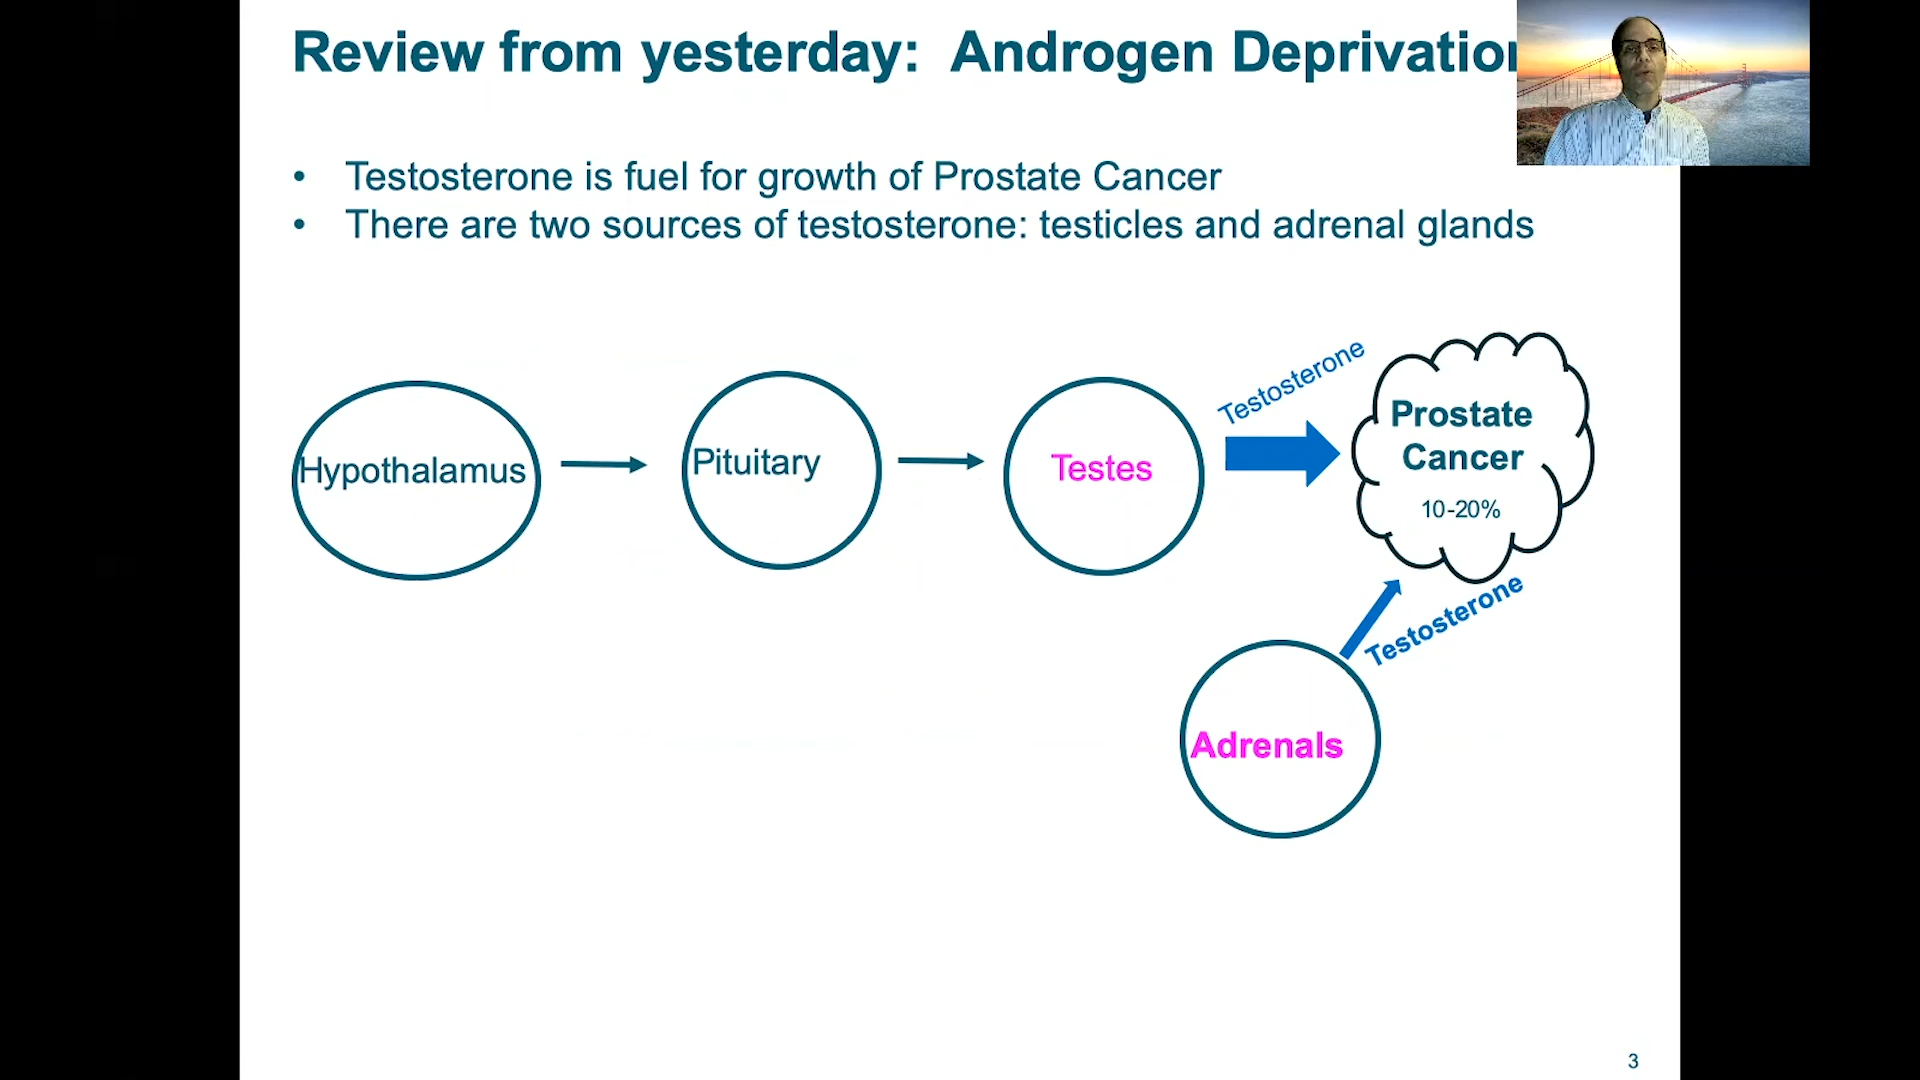 Review from yesterday: Androgen Deprivation
• Testosterone is fuel for growth of Prostate Cancer
• There are two sources of testosterone: testicles and adrenal glands
Hypothalamus
Pituitary
Testes
Testosterone
Prostate
Cancer
10-20%
Testosterone
Adrenals
3